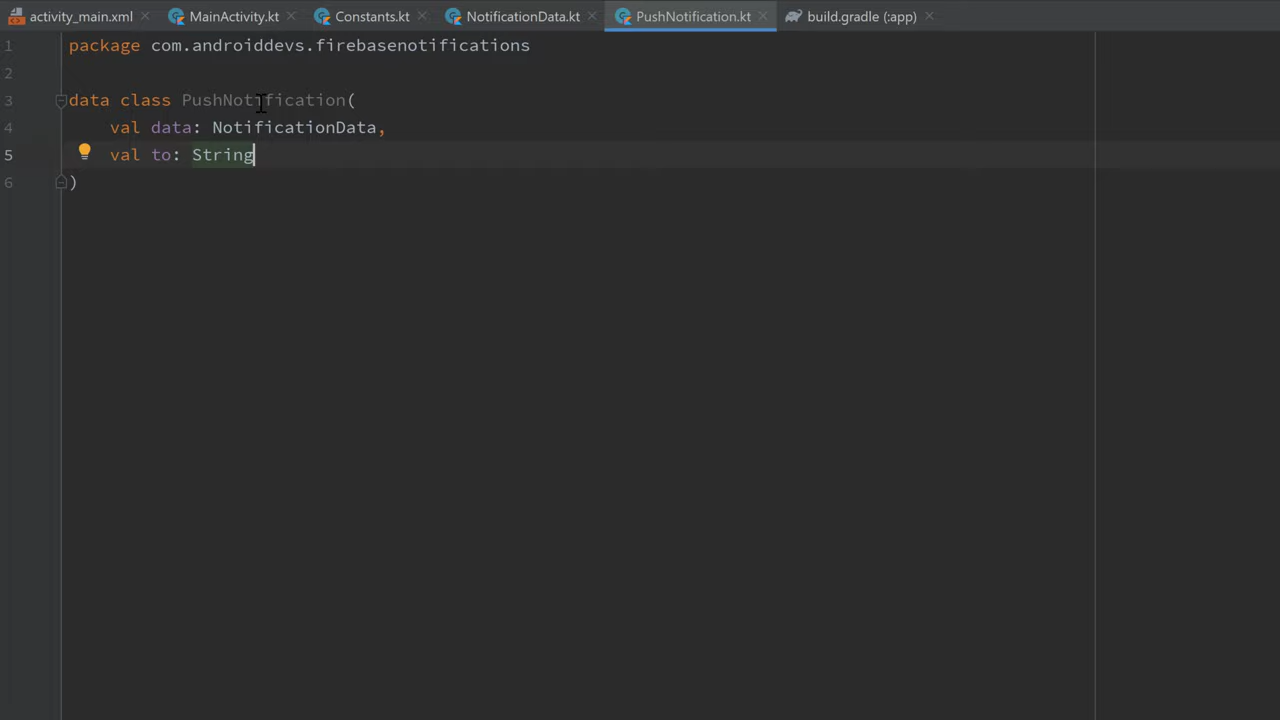 activity_main.xml MainActivity.kt Constants.kt NotificationData.kt PushNotification.kt build.gradle (:app)
1 package com.androiddevs.firebasenotifications
2
3 data class PushNotification(
4 val data: NotificationData,
5 val to: String
6 )